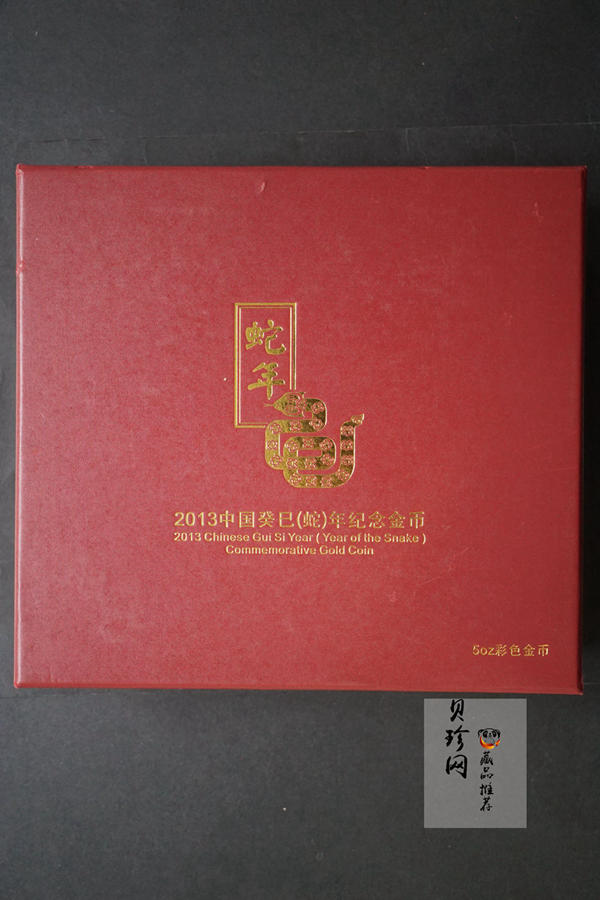 蛇年
2013中国癸巳(蛇)年纪念金币
2013 Chinese Gui Si Year ( Year of the Snake )
Commemorative Gold Coin
5oz彩色金币
贝珍网
藏品推荐